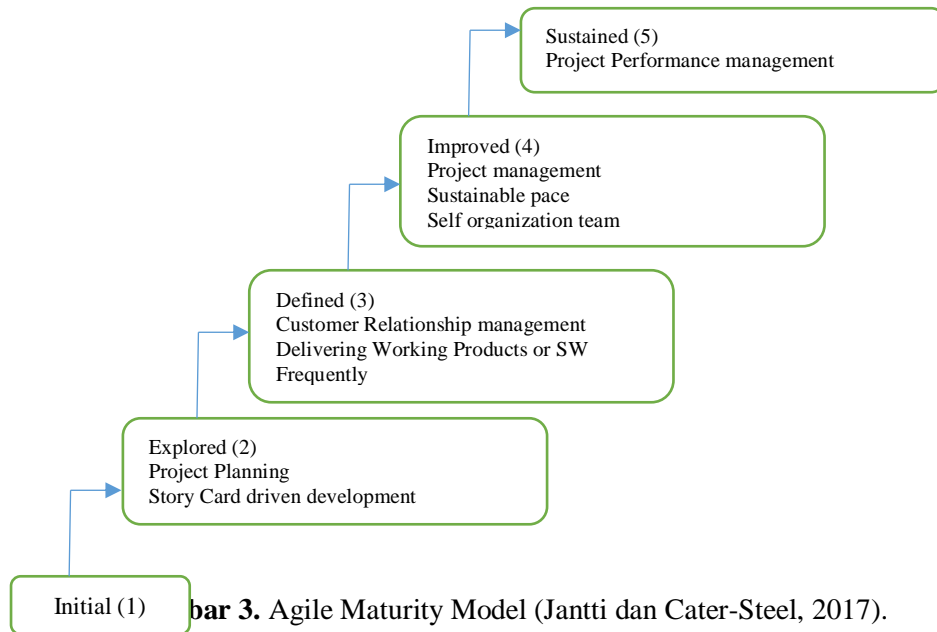 Sustained (5)
Project Performance management
Improved (4)
Project management
Sustainable pace
Self organization team
Defined (3)
Customer Relationship management
Delivering Working Products or SW
Frequently
Explored (2)
Project Planning
Story Card driven development
Initial (1)
bar 3. Agile Maturity Model (Jantti dan Cater-Steel, 2017).